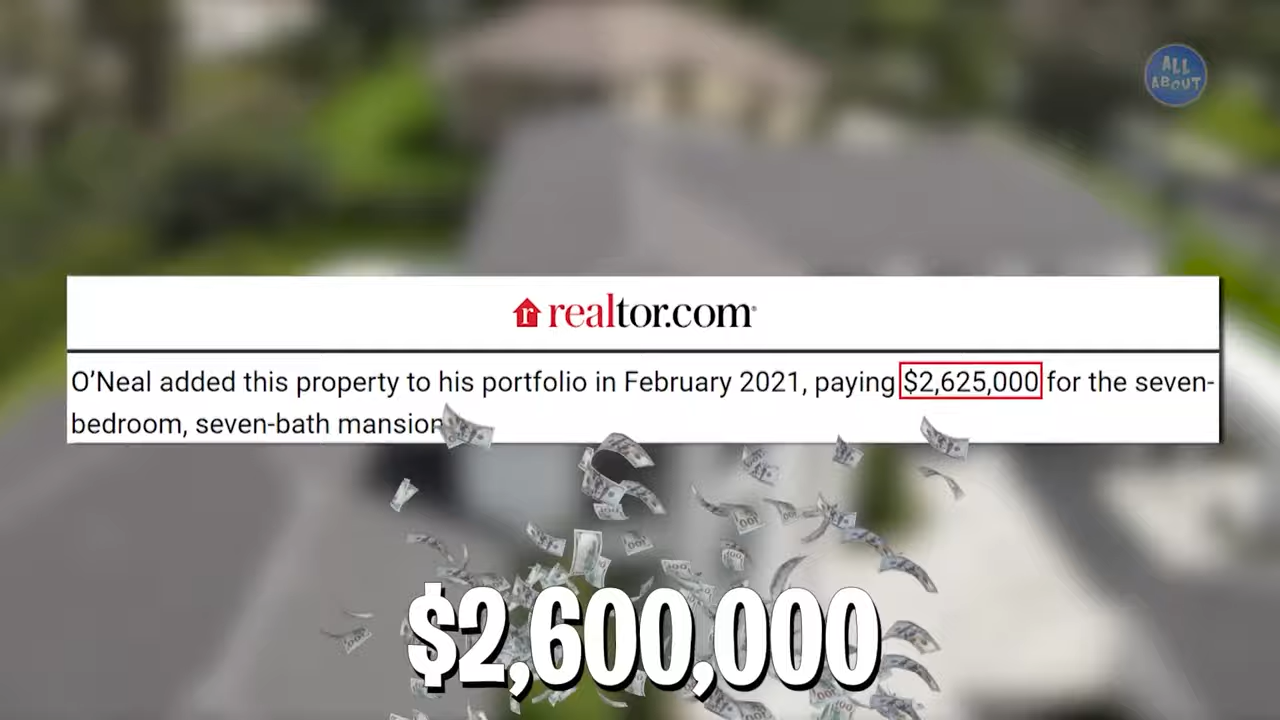 ALL
ABOUT
realtor.com®
O'Neal added this property to his portfolio in February 2021, paying $2,625,000 for the seven-
bedroom, seven-bath mansion
$2,600,000